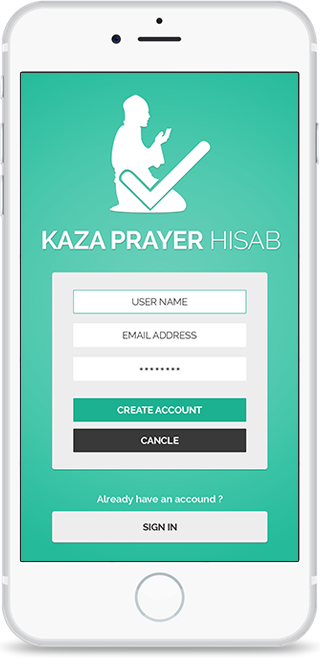 KAZA PRAYER HISAB
USER NAME
EMAIL ADDRESS
********
CREATE ACCOUNT
CANCLE
Already have an accound ?
SIGN IN